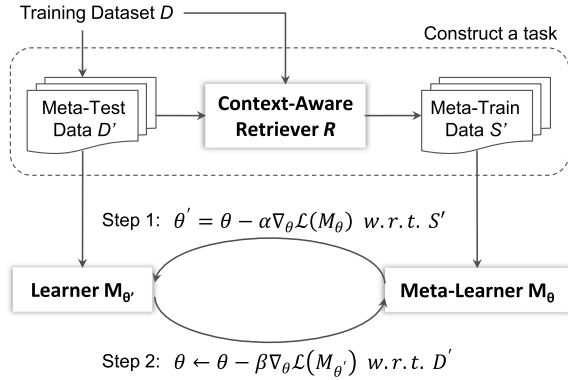 Training Dataset D
Construct a task
Meta-Test
Data D'
Context-Aware
Retriever R
Meta-Train
Data S'
Step 1: θ′ = θ − α∇θℒ(Mθ) w.r.t. S′
Learner Mθ'
Meta-Learner Mθ
Step 2: θ ← θ − β∇θℒ(Mθ′) w.r.t. D′